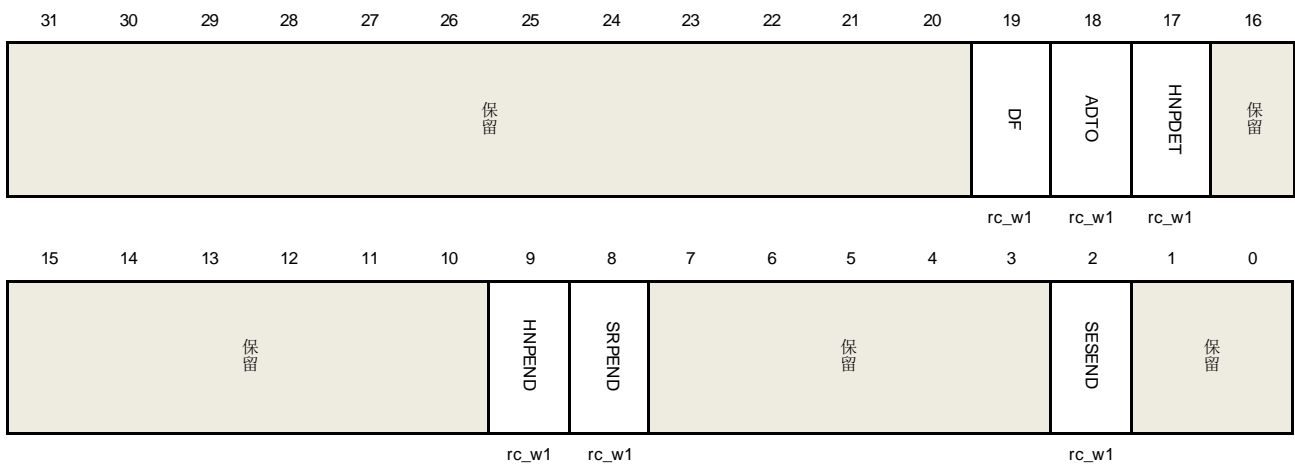 31 30 29 28 27 26 25 24 23 22 21 20 19 18 17 16
保留 DF ADTO HNPDET 保留
rc_w1 rc_w1 rc_w1
15 14 13 12 11 10 9 8 7 6 5 4 3 2 1 0
保留 HNPEND SRPEND 保留 SESEND 保留
rc_w1 rc_w1 rc_w1